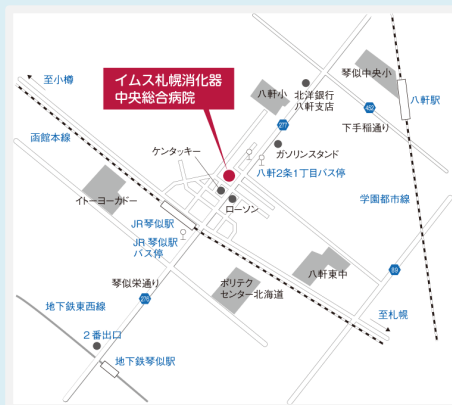 琴似中央小
至小樽
イムス札幌消化器
中央総合病院
八軒小
北洋銀行
八軒支店
八軒駅
452
下手稲通り
277
函館本線
ケンタッキー
ガソリンスタンド
八軒2条1丁目バス停
イトーヨーカドー
ローソン
学園都市線
JR琴似駅
JR 琴似駅
バス停
八軒東中
89
琴似栄通り
ポリテク
センター北海道
276
地下鉄東西線
至札幌
2番出口
地下鉄琴似駅